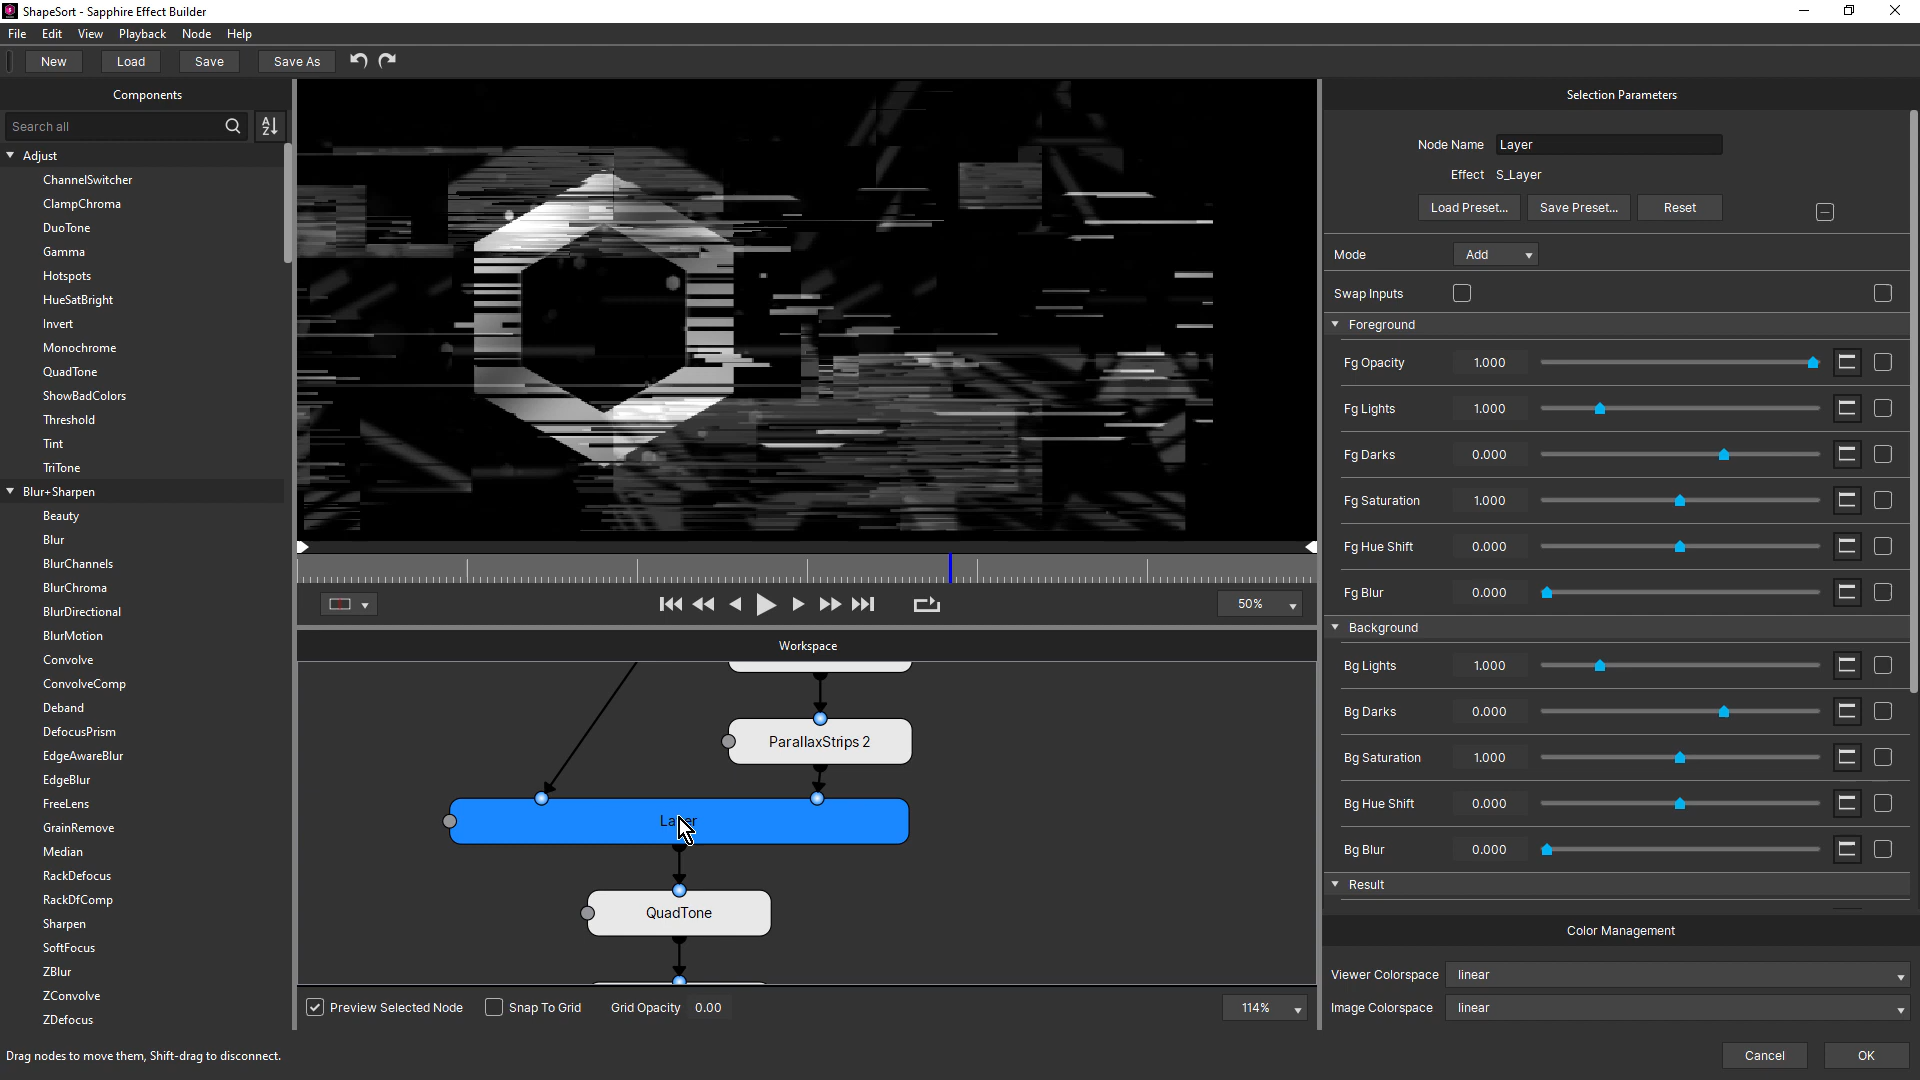 ShapeSort - Sapphire Effect Builder
File Edit View Playback Node Help
New Load Save Save As
Components
Search all
Adjust
ChannelSwitcher
ClampChroma
DuoTone
Gamma
Hotspots
HueSatBright
Invert
Monochrome
QuadTone
ShowBadColors
Threshold
Tint
TriTone
Blur+Sharpen
Beauty
Blur
BlurChannels
BlurChroma
BlurDirectional
BlurMotion
Convolve
ConvolveComp
Deband
DefocusPrism
EdgeAwareBlur
EdgeBlur
FreeLens
GrainRemove
Median
RackDefocus
RackDfComp
Sharpen
SoftFocus
ZBlur
ZConvolve
ZDefocus
50%
Workspace
ParallaxStrips 2
Layer
QuadTone
Preview Selected Node Snap To Grid Grid Opacity 0.00 114%
Selection Parameters
Node Name Layer
Effect S_Layer
Load Preset... Save Preset... Reset
Mode Add
Swap Inputs
Foreground
Fg Opacity 1.000
Fg Lights 1.000
Fg Darks 0.000
Fg Saturation 1.000
Fg Hue Shift 0.000
Fg Blur 0.000
Background
Bg Lights 1.000
Bg Darks 0.000
Bg Saturation 1.000
Bg Hue Shift 0.000
Bg Blur 0.000
Result
Color Management
Viewer Colorspace linear
Image Colorspace linear
Drag nodes to move them, Shift-drag to disconnect.
Cancel OK